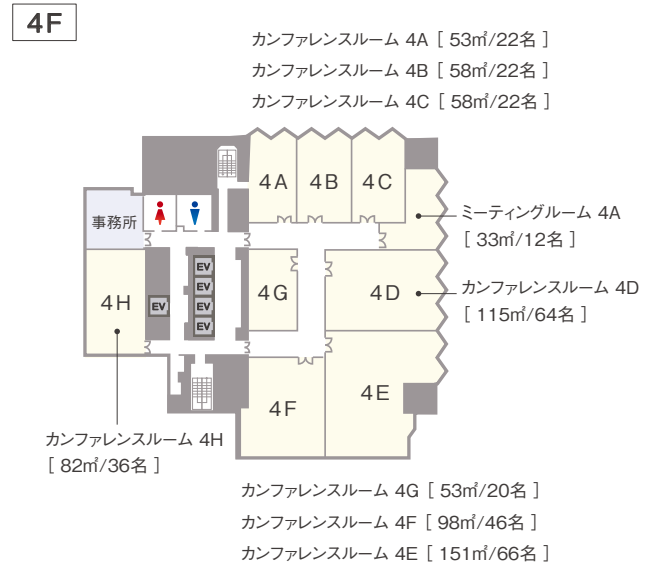 4F
カンファレンスルーム 4A [ 53㎡/22名 ]
カンファレンスルーム 4B [ 58㎡/22名 ]
カンファレンスルーム 4C [ 58㎡/22名 ]
4A
4B
4C
事務所
ミーティングルーム 4A
[ 33㎡/12名 ]
EV
EV
EV
EV
EV
4H
4G
4D
カンファレンスルーム 4D
[ 115㎡/64名 ]
4F
4E
カンファレンスルーム 4H
[ 82㎡/36名 ]
カンファレンスルーム 4G [ 53㎡/20名 ]
カンファレンスルーム 4F [ 98㎡/46名 ]
カンファレンスルーム 4E [ 151㎡/66名 ]